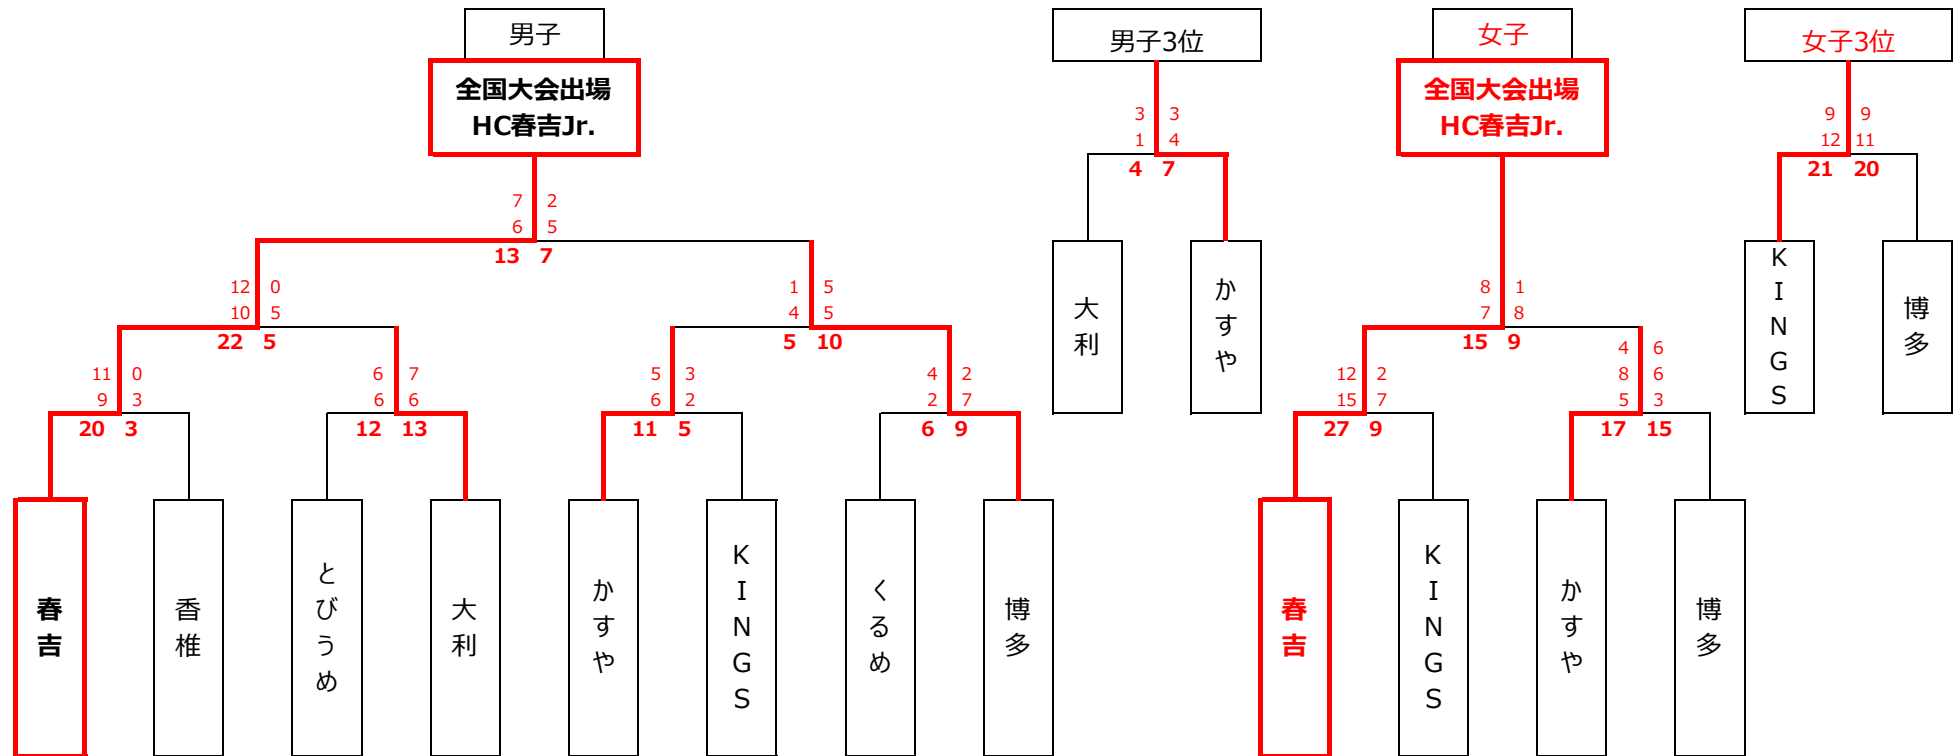 男子
男子3位
女子
女子3位
全国大会出場
HC春吉Jr.
全国大会出場
HC春吉Jr.
3 3
1 4
4 7
9 9
12 11
21 20
7 2
6 5
13 7
大利
かすや
KINGS
博多
12 0
10 5
22 5
1 5
4 5
5 10
8 1
7 8
15 9
11 0
9 3
20 3
6 7
6 6
12 13
5 3
6 2
11 5
4 2
2 7
6 9
12 2
15 7
27 9
4 6
8 6
5 3
17 15
春吉
香椎
とびうめ
大利
かすや
KINGS
くるめ
博多
春吉
KINGS
かすや
博多